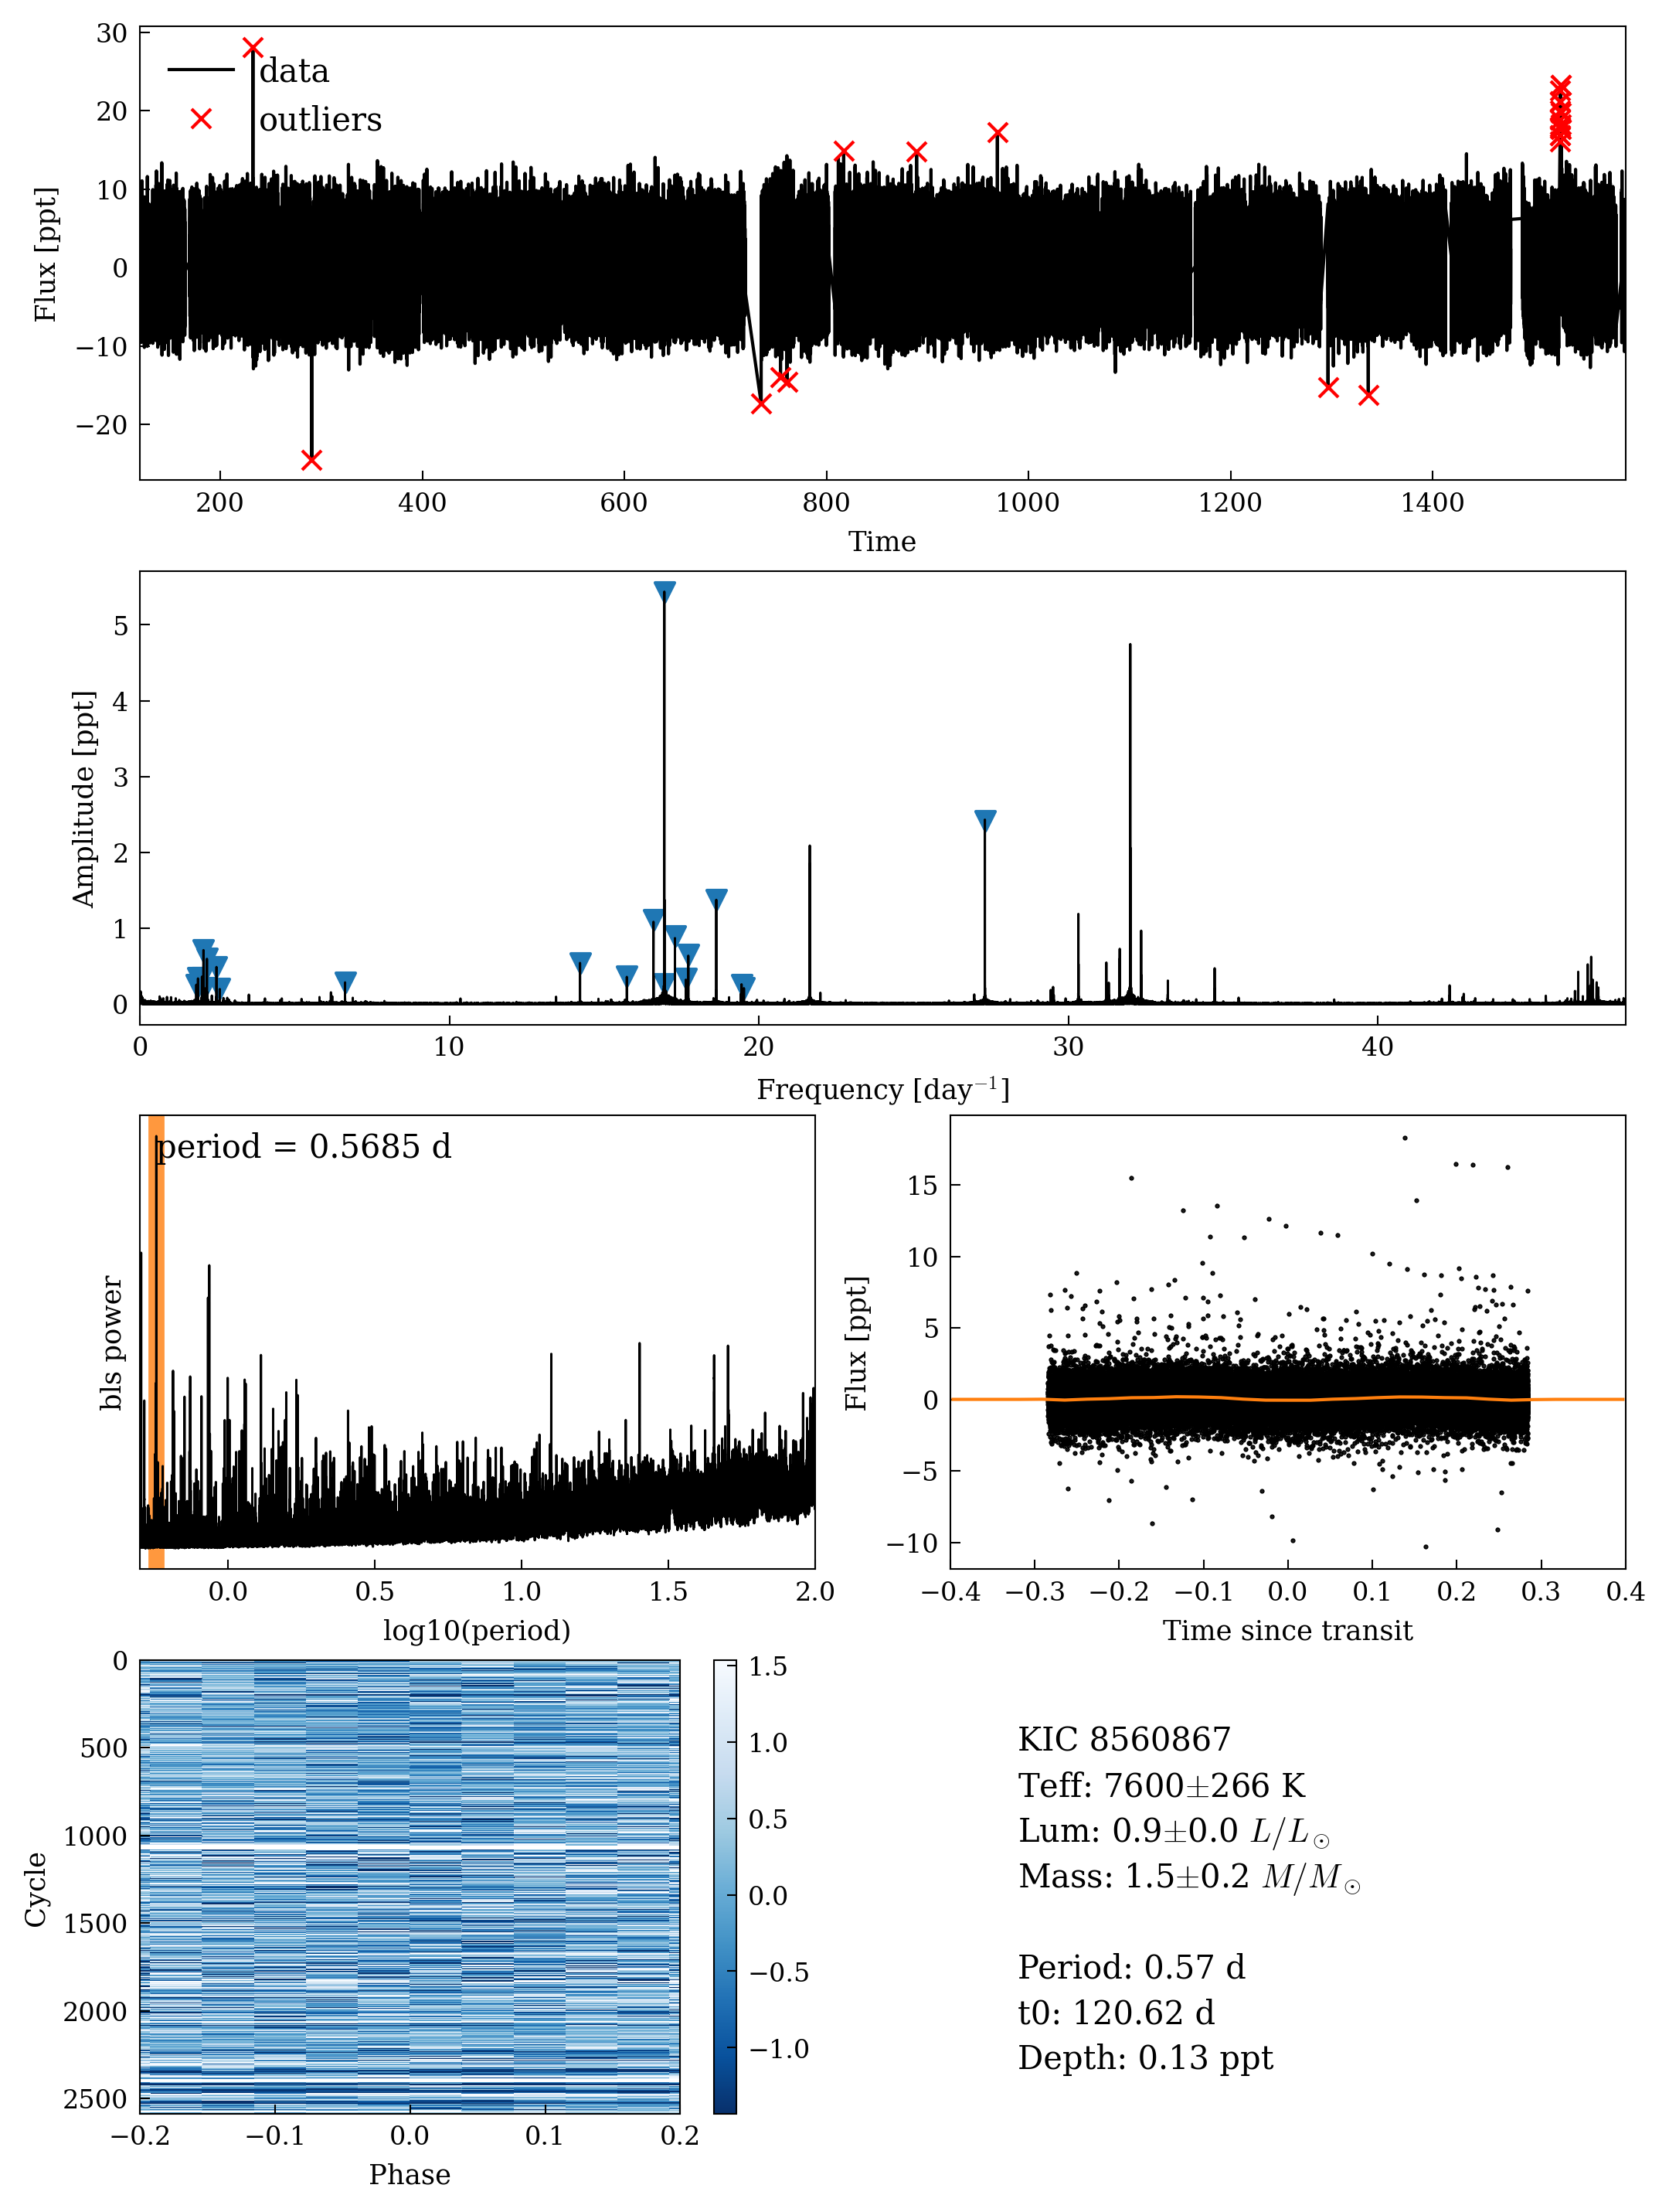 30
20
10
0
−10
−20
Flux [ppt]
data
outliers
200 400 600 800 1000 1200 1400
Time
5
4
3
2
1
0
Amplitude [ppt]
0 10 20 30 40
Frequency [day⁻¹]
bls power
period = 0.5685 d
0.0 0.5 1.0 1.5 2.0
log10(period)
15
10
5
0
−5
−10
Flux [ppt]
−0.4 −0.3 −0.2 −0.1 0.0 0.1 0.2 0.3 0.4
Time since transit
0
500
1000
1500
2000
2500
Cycle
−0.2 −0.1 0.0 0.1 0.2
Phase
1.5
1.0
0.5
0.0
−0.5
−1.0
KIC 8560867
Teff: 7600±266 K
Lum: 0.9±0.0 L/L⊙
Mass: 1.5±0.2 M/M⊙
Period: 0.57 d
t0: 120.62 d
Depth: 0.13 ppt